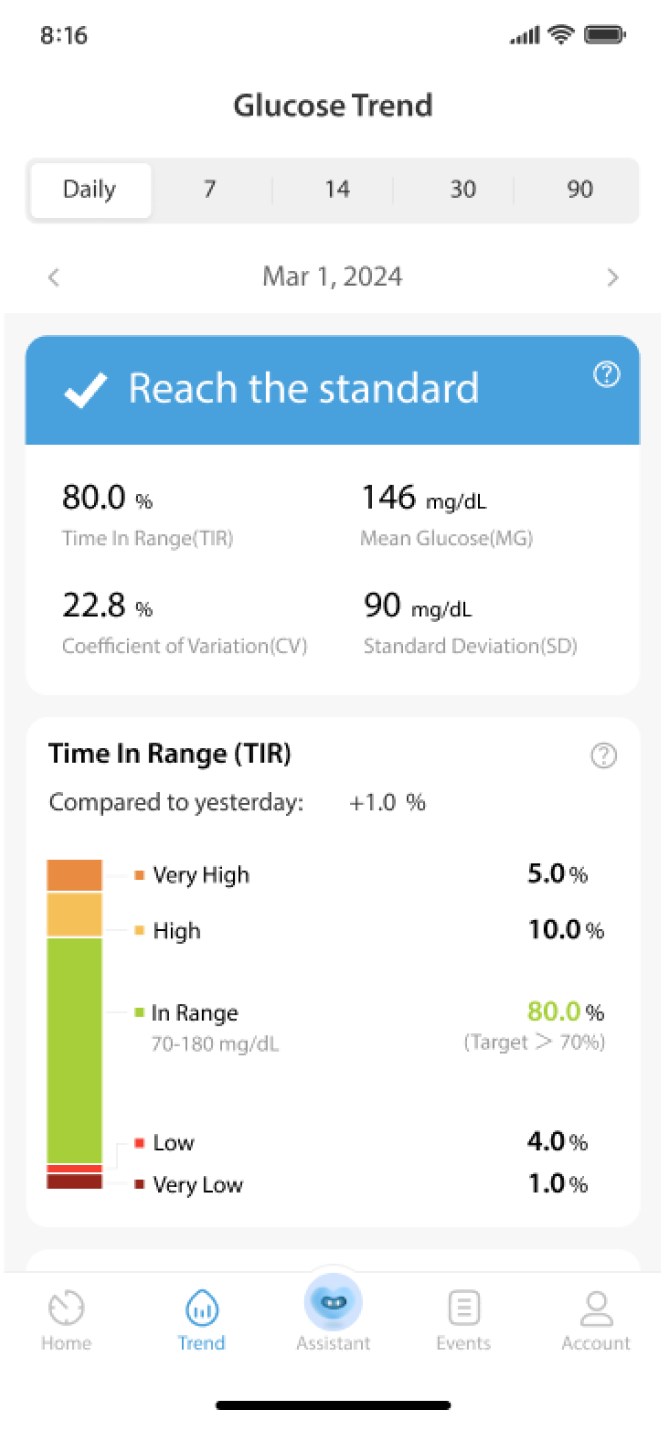 8:16
Glucose Trend
Daily 7 14 30 90
Mar 1, 2024
Reach the standard ?
80.0 % 146 mg/dL
Time In Range(TIR) Mean Glucose(MG)
22.8 % 90 mg/dL
Coefficient of Variation(CV) Standard Deviation(SD)
Time In Range (TIR) ?
Compared to yesterday: +1.0 %
Very High 5.0%
High 10.0%
In Range 80.0%
70-180 mg/dL (Target > 70%)
Low 4.0%
Very Low 1.0%
Home Trend Assistant Events Account